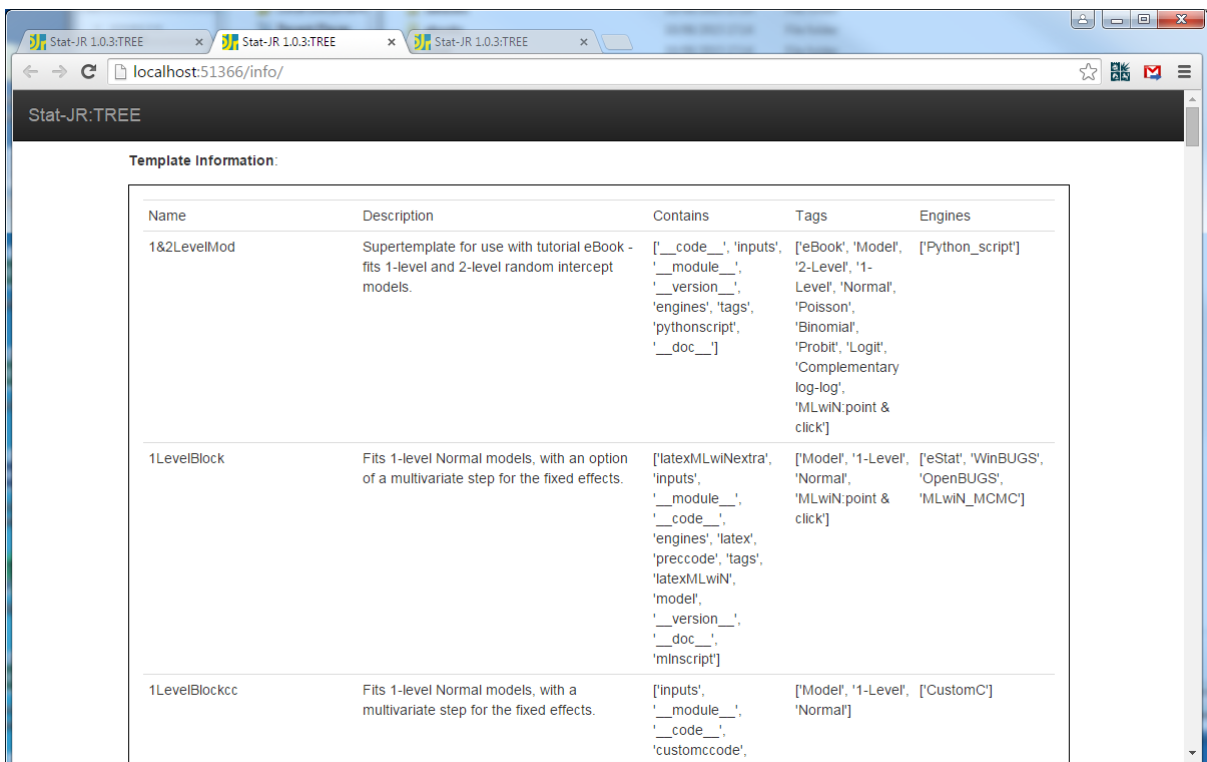 Stat-JR 1.0.3:TREE
Stat-JR 1.0.3:TREE
Stat-JR 1.0.3:TREE
localhost:51366/info/
Stat-JR:TREE
Template Information:
Name Description Contains Tags Engines
1&2LevelMod Supertemplate for use with tutorial eBook - ['__code__', 'inputs', ['eBook', 'Model', ['Python_script']
fits 1-level and 2-level random intercept '__module__', '2-Level', '1-
models. '__version__', Level', 'Normal',
'engines', 'tags', 'Poisson',
'pythonscript', 'Binomial',
'__doc__'] 'Probit', 'Logit',
'Complementary
log-log',
'MLwiN:point &
click']
1LevelBlock Fits 1-level Normal models, with an option ['latexMLwiNextra', ['Model', '1-Level', ['eStat', 'WinBUGS',
of a multivariate step for the fixed effects. 'inputs', 'Normal', 'OpenBUGS',
'__module__', 'MLwiN:point & 'MLwiN_MCMC']
'__code__', click']
'engines', 'latex',
'preccode', 'tags',
'latexMLwiN',
'model',
'__version__',
'__doc__',
'mlnscript']
1LevelBlockcc Fits 1-level Normal models, with a ['inputs', ['Model', '1-Level', ['CustomC']
multivariate step for the fixed effects. '__module__', 'Normal']
'__code__',
'customccode',